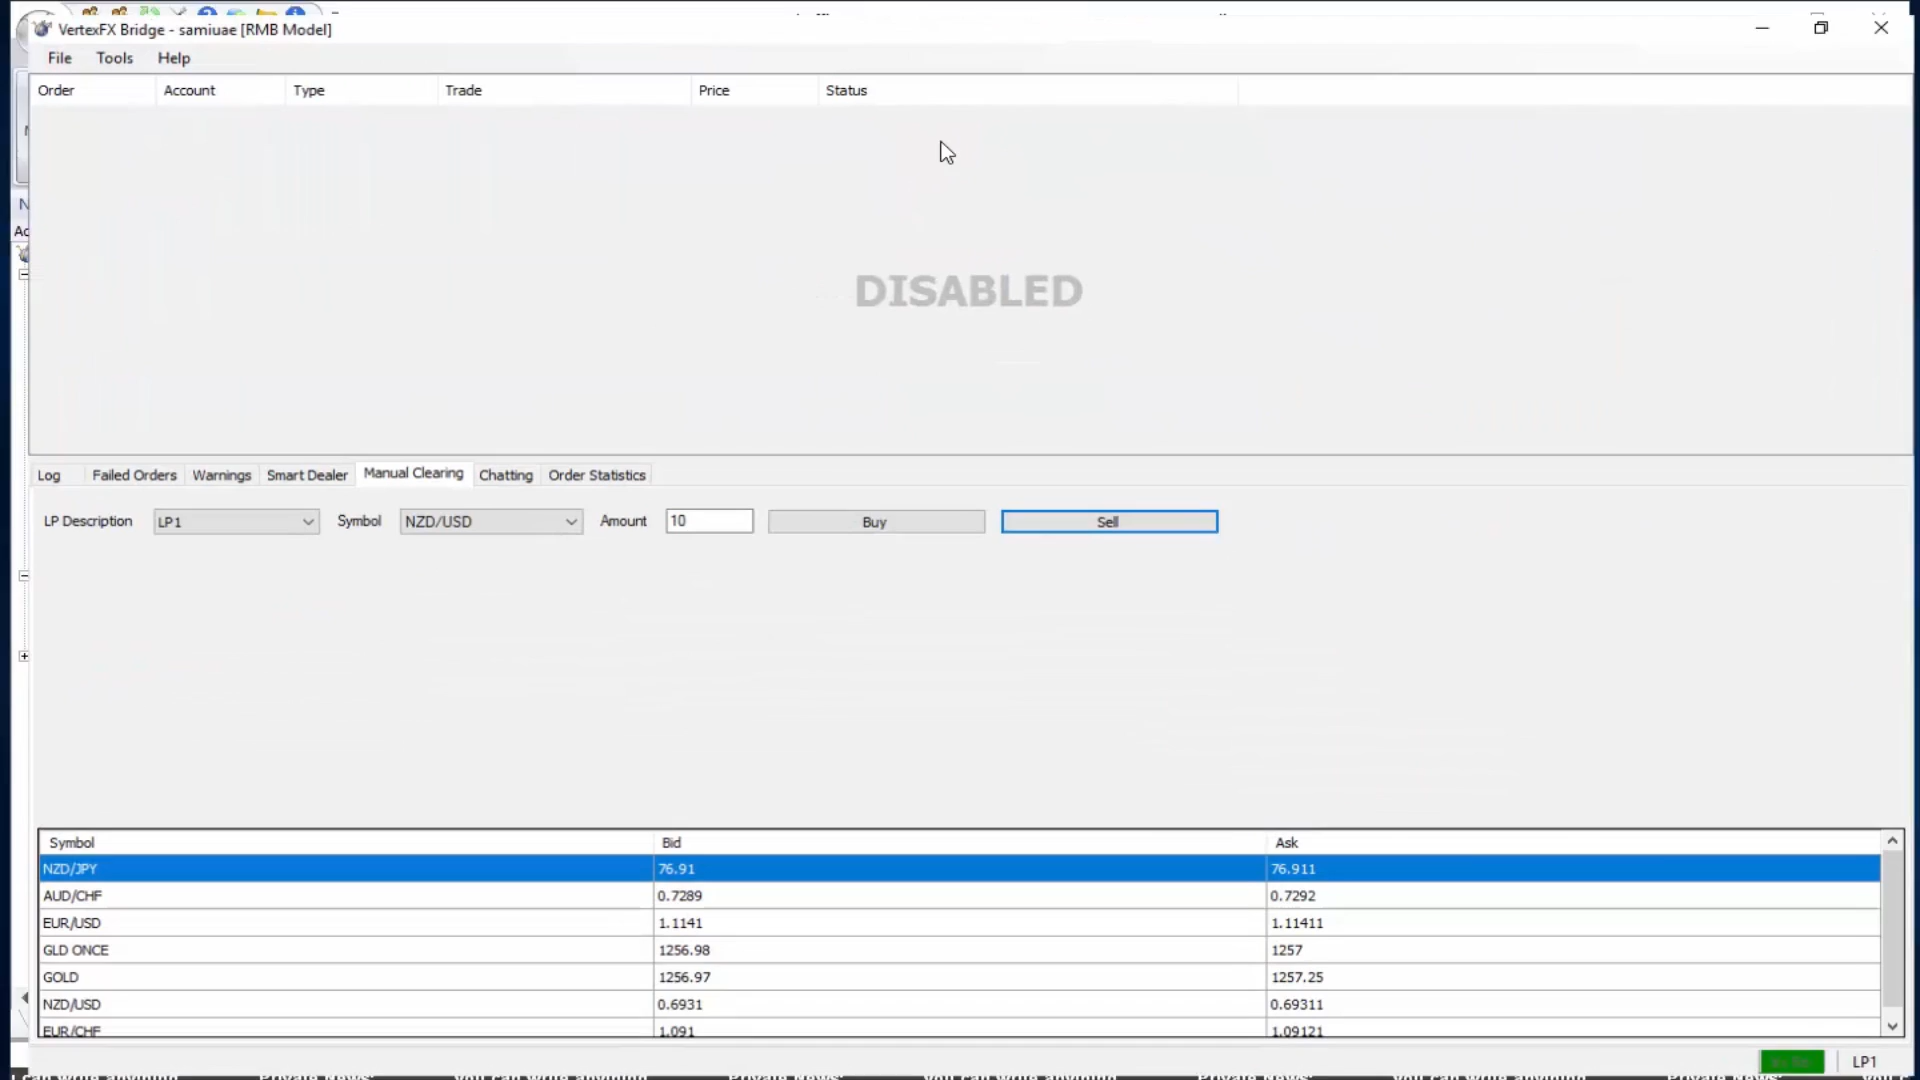 VertexFX Bridge - samiuae [RMB Model]
File Tools Help
Order Account Type Trade Price Status
DISABLED
Log Failed Orders Warnings Smart Dealer Manual Clearing Chatting Order Statistics
LP Description LP1 Symbol NZD/USD Amount 10 Buy Sell
Symbol Bid Ask
NZD/JPY 76.91 76.911
AUD/CHF 0.7289 0.7292
EUR/USD 1.1141 1.11411
GLD ONCE 1256.98 1257
GOLD 1256.97 1257.25
NZD/USD 0.6931 0.69311
EUR/CHF 1.091 1.09121
LP1